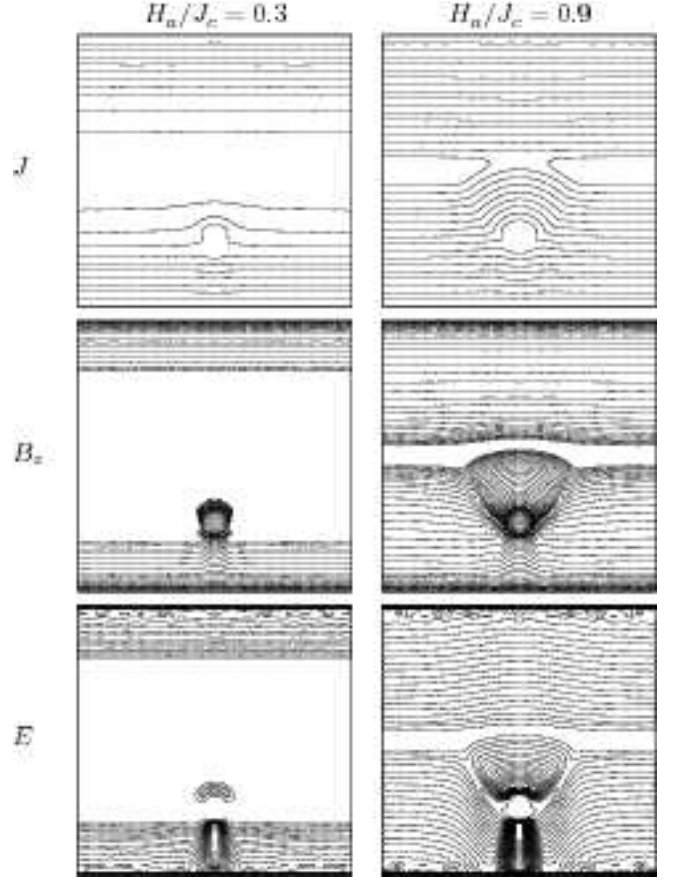 H_a/J_c = 0.3
H_a/J_c = 0.9
J
B_z
E